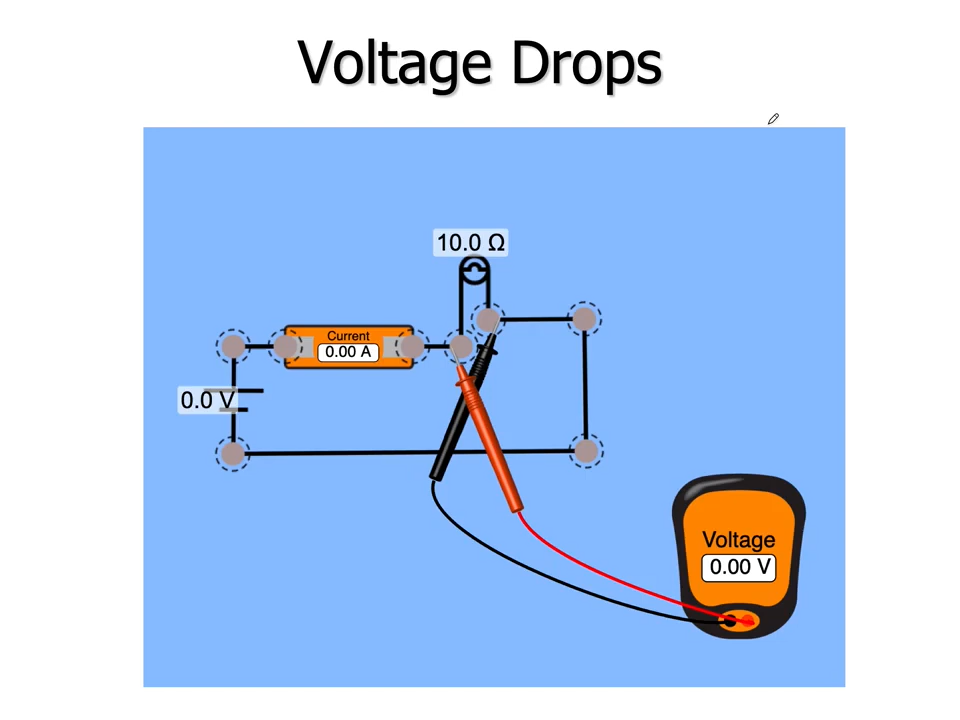 Voltage Drops
10.0 Ω
Current
0.00 A
0.0 V
Voltage
0.00 V